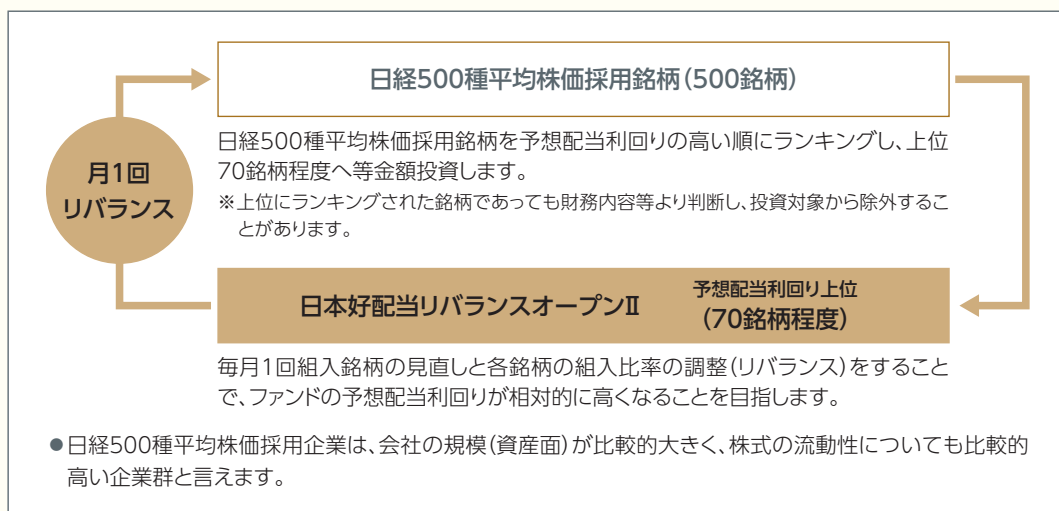 日経500種平均株価採用銘柄(500銘柄)
日経500種平均株価採用銘柄を予想配当利回りの高い順にランキングし、上位
70銘柄程度へ等金額投資します。
※上位にランキングされた銘柄であっても財務内容等より判断し、投資対象から除外するこ
とがあります。
月1回
リバランス
日本好配当リバランスオープンⅡ
予想配当利回り上位
(70銘柄程度)
毎月1回組入銘柄の見直しと各銘柄の組入比率の調整(リバランス)をすること
で、ファンドの予想配当利回りが相対的に高くなることを目指します。
●日経500種平均株価採用企業は、会社の規模(資産面)が比較的大きく、株式の流動性についても比較的
高い企業群と言えます。